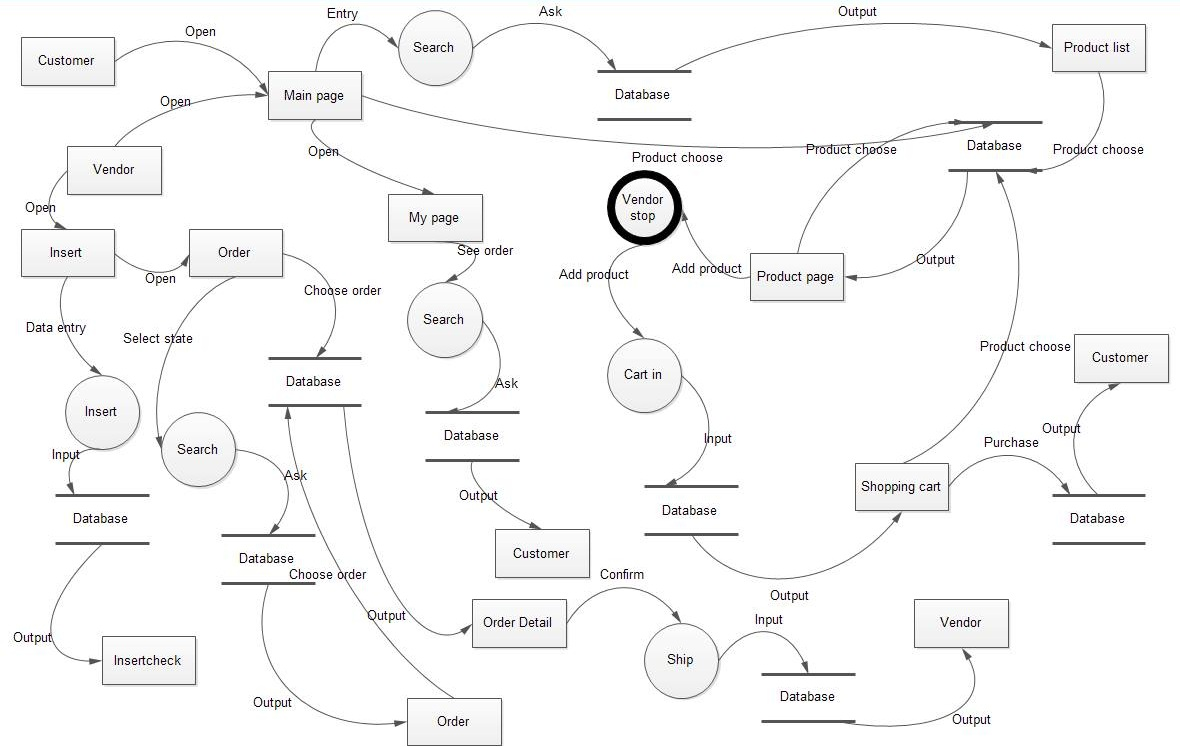 Ask
Entry
Output
Open
Search
Product list
Customer
Main page
Database
Open
Open
Product choose
Product choose
Database
Product choose
Vendor
Vendor
stop
Open
My page
Order
See order
Insert
Output
Open
Add product
Add product
Product page
Choose order
Search
Data entry
Select state
Product choose
Customer
Database
Cart in
Ask
Insert
Output
Database
Input
Purchase
Search
Input
Ask
Shopping cart
Output
Database
Database
Database
Customer
Database
Choose order
Confirm
Output
Output
Order Detail
Input
Vendor
Output
Insertcheck
Ship
Database
Output
Order
Output